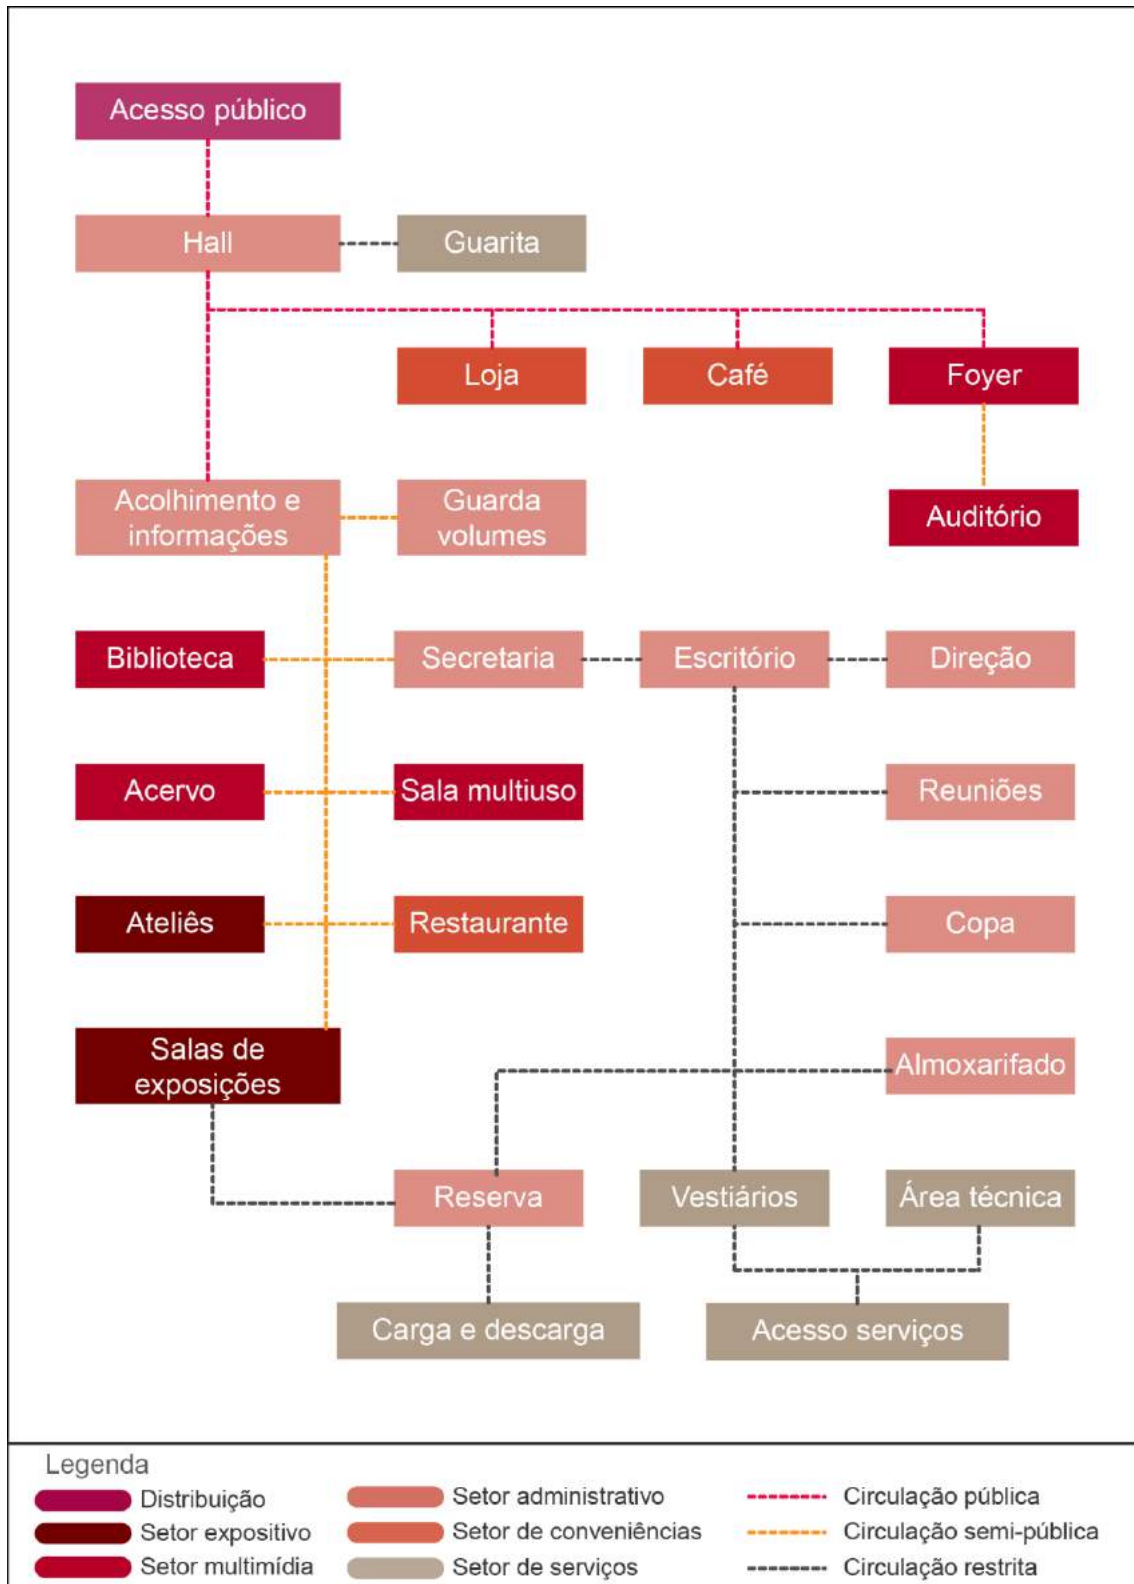 Acesso público
Hall
Guarita
Loja
Café
Foyer
Acolhimento e
informações
Guarda
volumes
Auditório
Biblioteca
Secretaria
Escritório
Direção
Acervo
Sala multiuso
Reuniões
Ateliês
Restaurante
Copa
Salas de
exposições
Almoxarifado
Reserva
Vestiários
Área técnica
Carga e descarga
Acesso serviços
Legenda
Distribuição
Setor expositivo
Setor multimídia
Setor administrativo
Setor de conveniências
Setor de serviços
Circulação pública
Circulação semi-pública
Circulação restrita